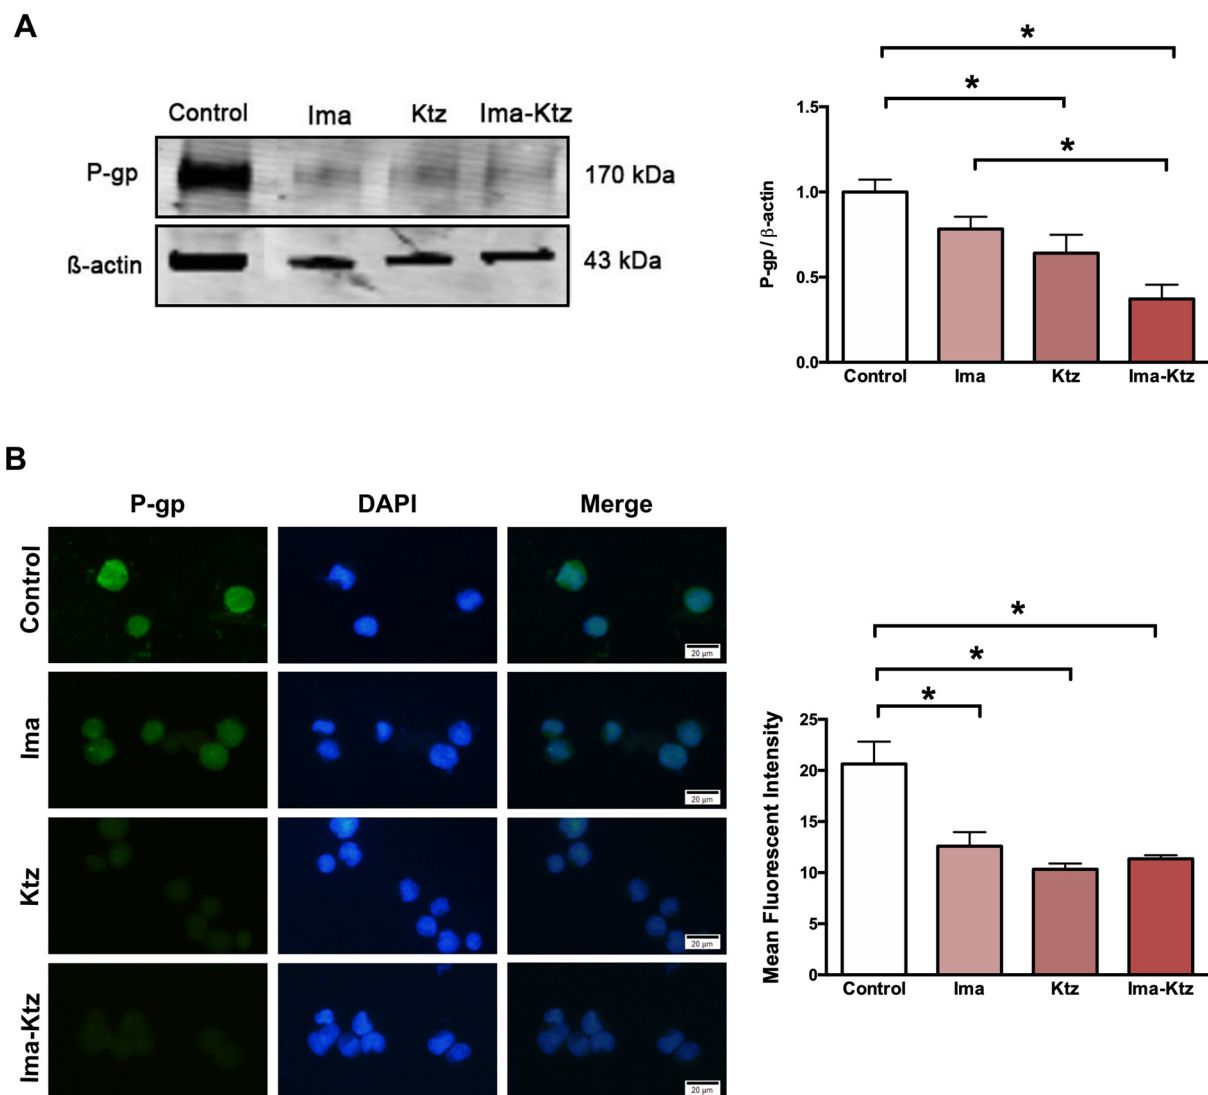 A
Control Ima Ktz Ima-Ktz
P-gp 170 kDa
ß-actin 43 kDa
* 
*
*
P-gp / β-actin
1.5
1.0
0.5
0.0
Control Ima Ktz Ima-Ktz
B
P-gp DAPI Merge
Control
20 µm
Ima
20 µm
Ktz
20 µm
Ima-Ktz
20 µm
*
*
*
Mean Fluorescent Intensity
25
20
15
10
5
0
Control Ima Ktz Ima-Ktz